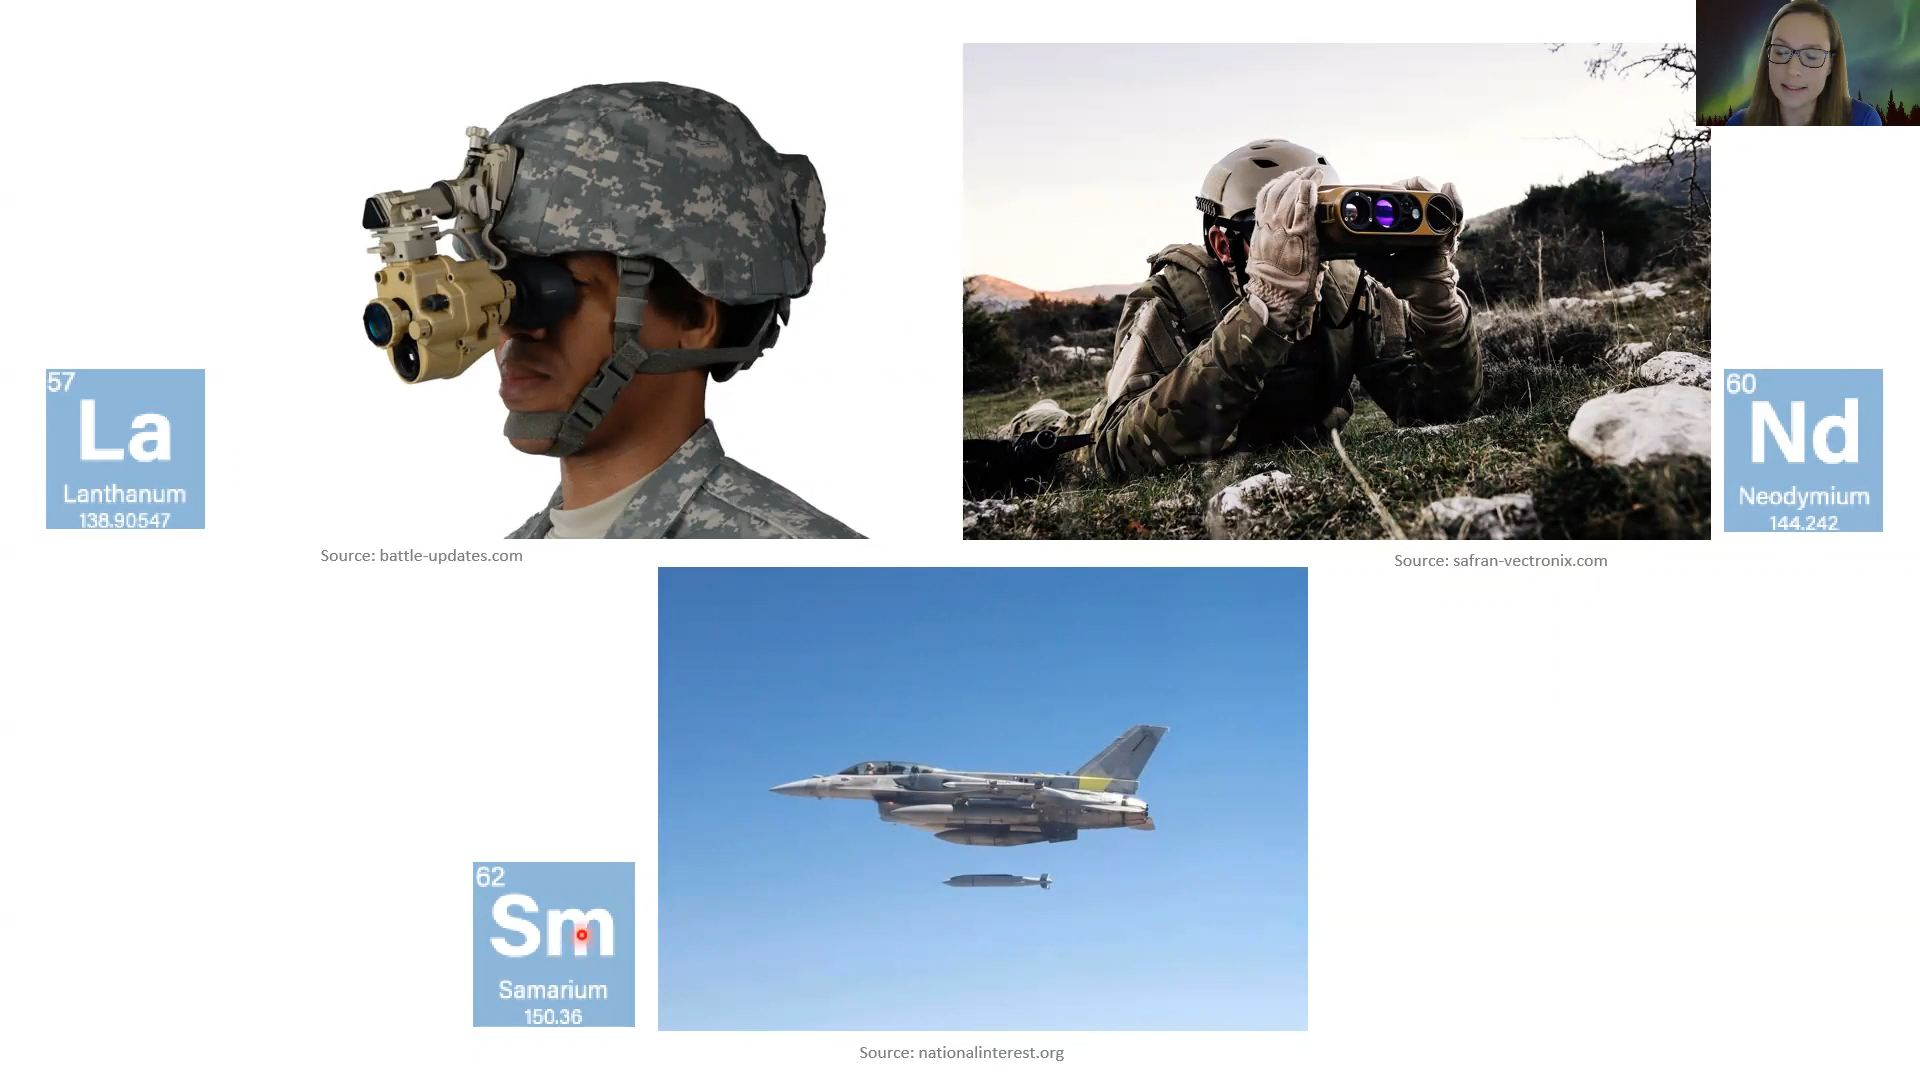 57
La
Lanthanum
138.90547
Source: battle-updates.com
60
Nd
Neodymium
144.242
Source: safran-vectronix.com
62
Sm
Samarium
150.36
Source: nationalinterest.org